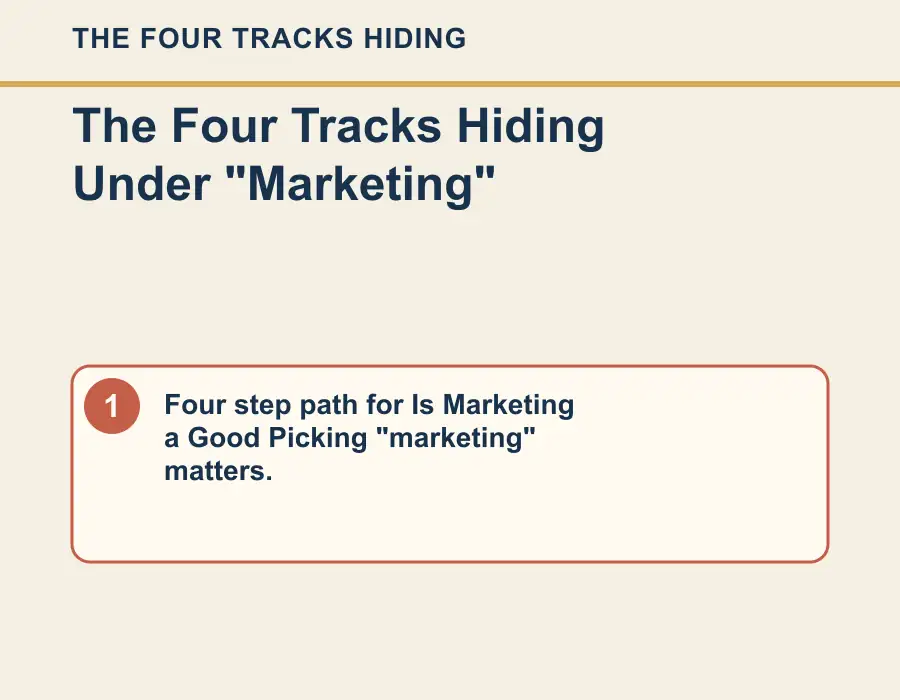 THE FOUR TRACKS HIDING
The Four Tracks Hiding
Under "Marketing"
1
Four step path for Is Marketing
a Good Picking "marketing"
matters.